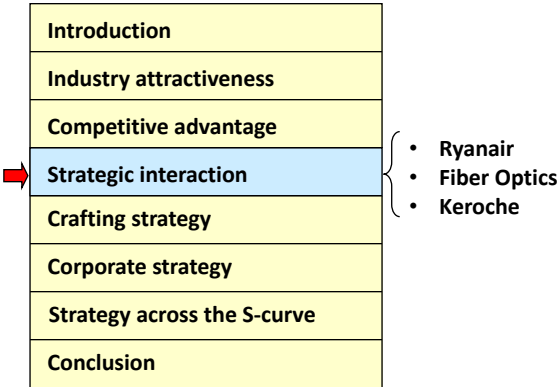 Introduction
Industry attractiveness
Competitive advantage
Strategic interaction
Crafting strategy
Corporate strategy
Strategy across the S-curve
Conclusion
• Ryanair
• Fiber Optics
• Keroche